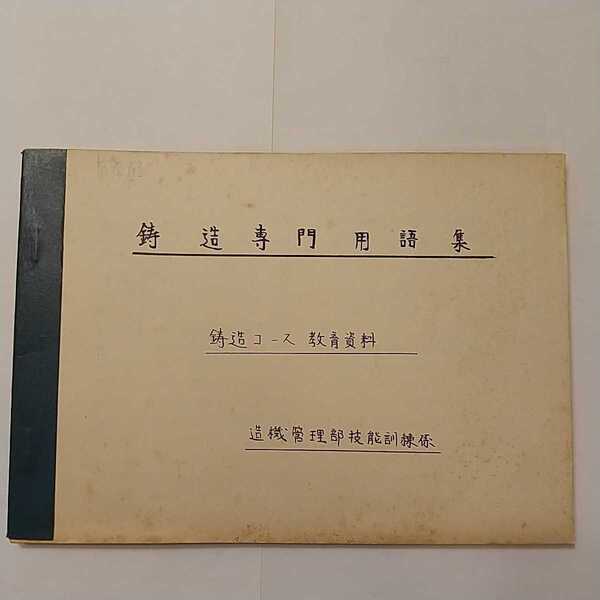 鋳造専門用語集
鋳造コース 教育資料
造機管理部技能訓練係